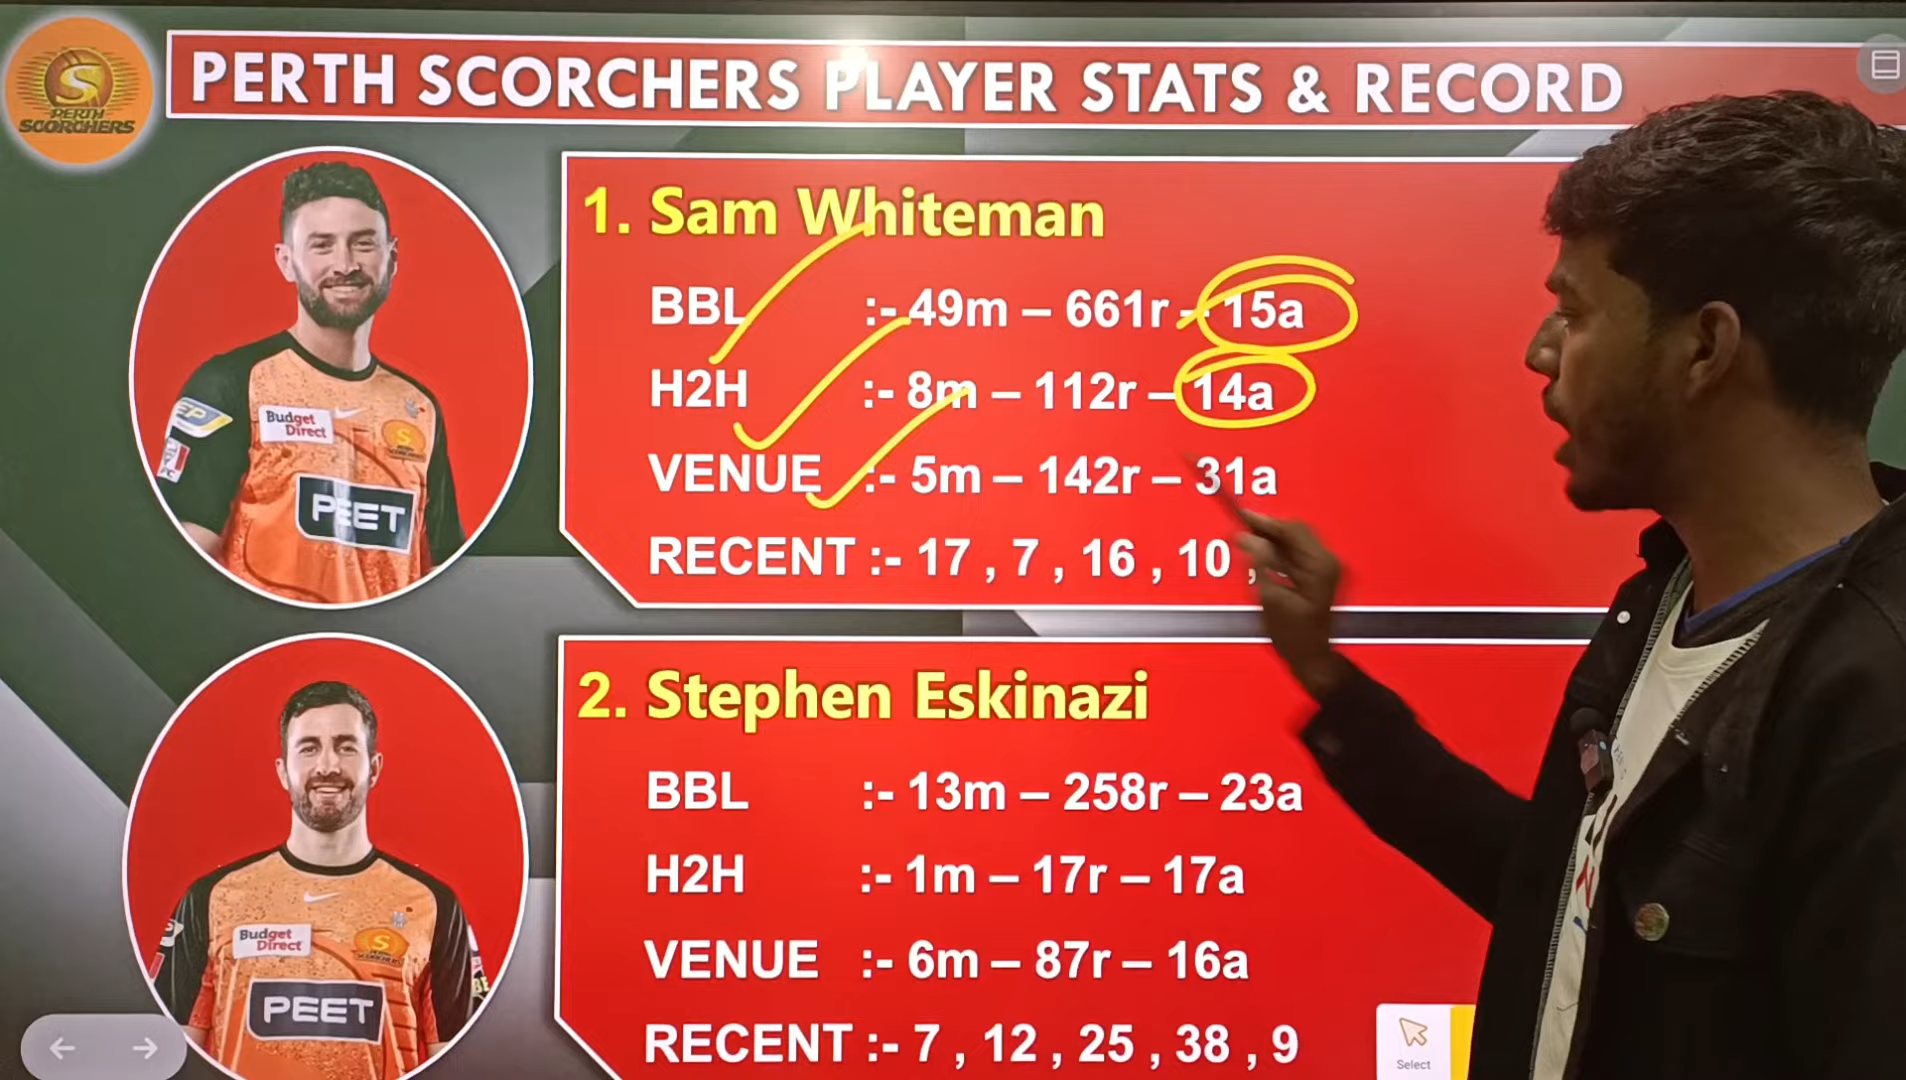 PERTH SCORCHERS PLAYER STATS & RECORD
S
PERTH
SCORCHERS
1. Sam Whiteman
BBL :- 49m – 661r – 15a
H2H :- 8m – 112r – 14a
VENUE :- 5m – 142r – 31a
RECENT :- 17 , 7 , 16 , 10 ,
Budget
Direct
PEET
2. Stephen Eskinazi
BBL :- 13m – 258r – 23a
H2H :- 1m – 17r – 17a
VENUE :- 6m – 87r – 16a
RECENT :- 7 , 12 , 25 , 38 , 9
Budget
Direct
PEET
Select